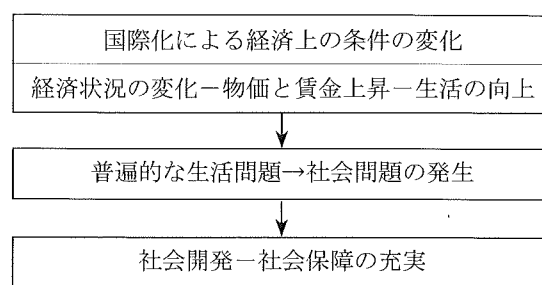 国際化による経済上の条件の変化
経済状況の変化－物価と賃金上昇－生活の向上
普遍的な生活問題→社会問題の発生
社会開発－社会保障の充実